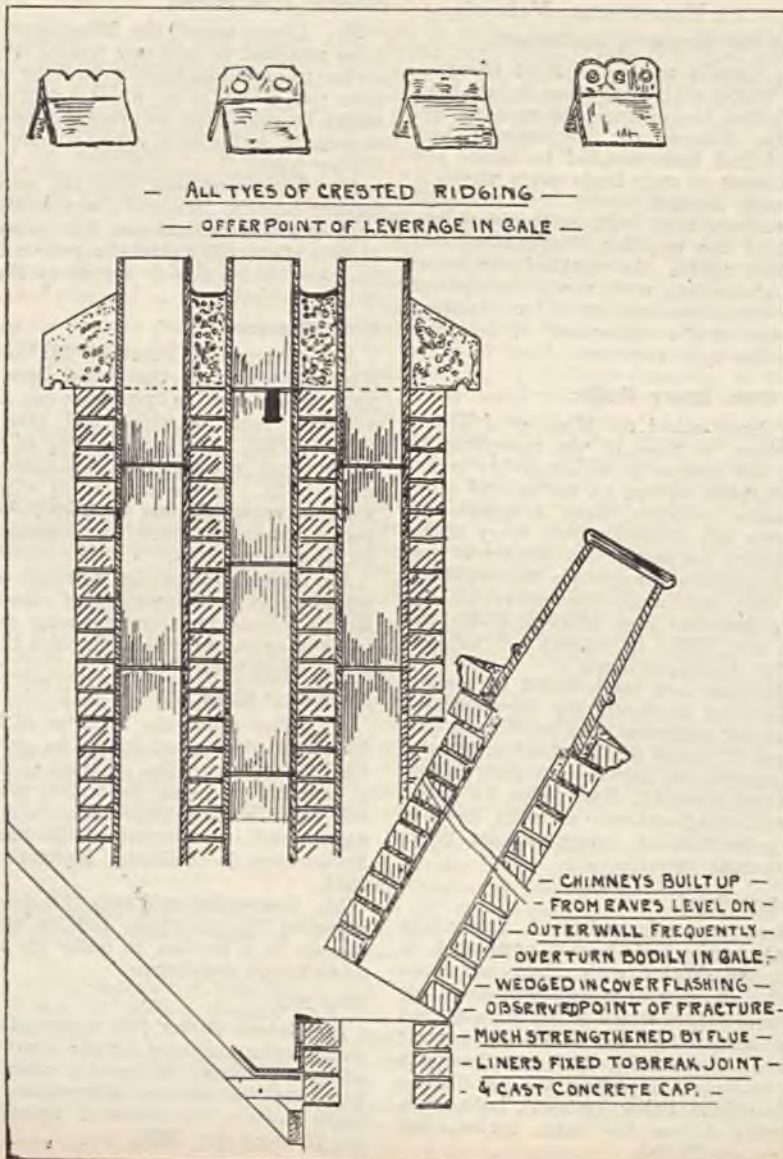 — ALL TYES OF CRESTED RIDGING —
— OFFER POINT OF LEVERAGE IN GALE —
— CHIMNEYS BUILT UP —
— FROM EAVES LEVEL ON —
— OUTER WALL FREQUENTLY —
— OVERTURN BODILY IN GALE. —
— WEDGED IN COVER FLASHING —
— OBSERVED POINT OF FRACTURE —
— MUCH STRENGTHENED BY FLUE —
— LINERS FIXED TO BREAK JOINT —
— & CAST CONCRETE CAP. —